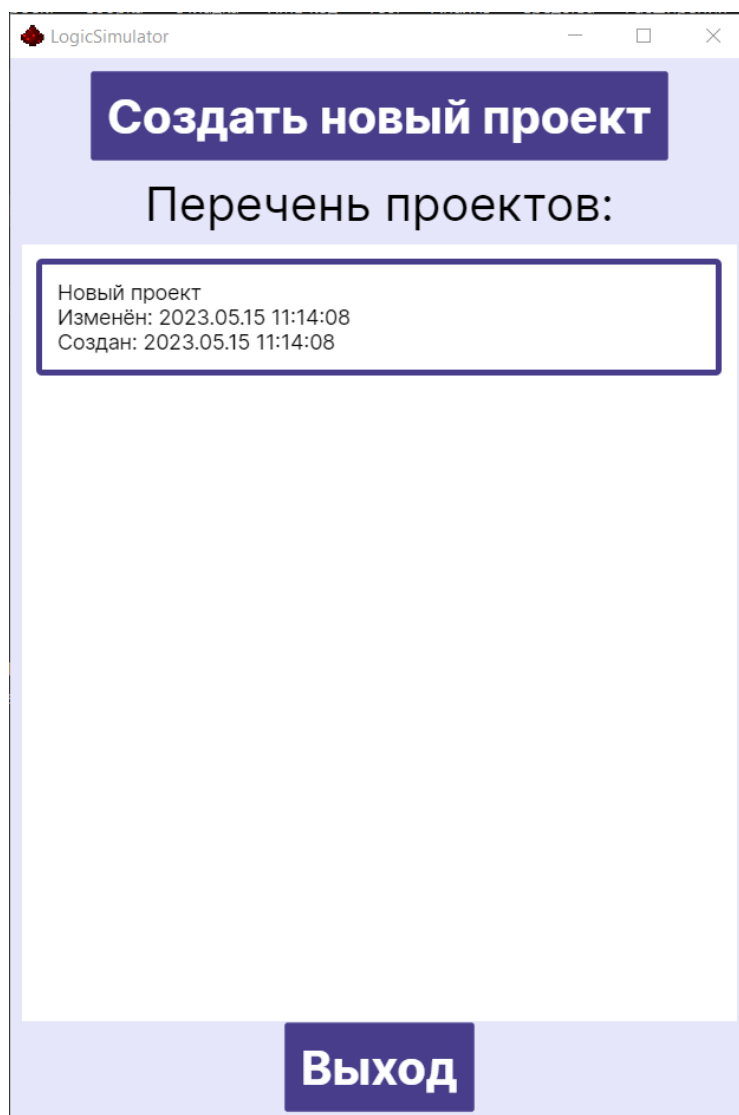 LogicSimulator
Создать новый проект
Перечень проектов:
Новый проект
Изменён: 2023.05.15 11:14:08
Создан: 2023.05.15 11:14:08
Выход